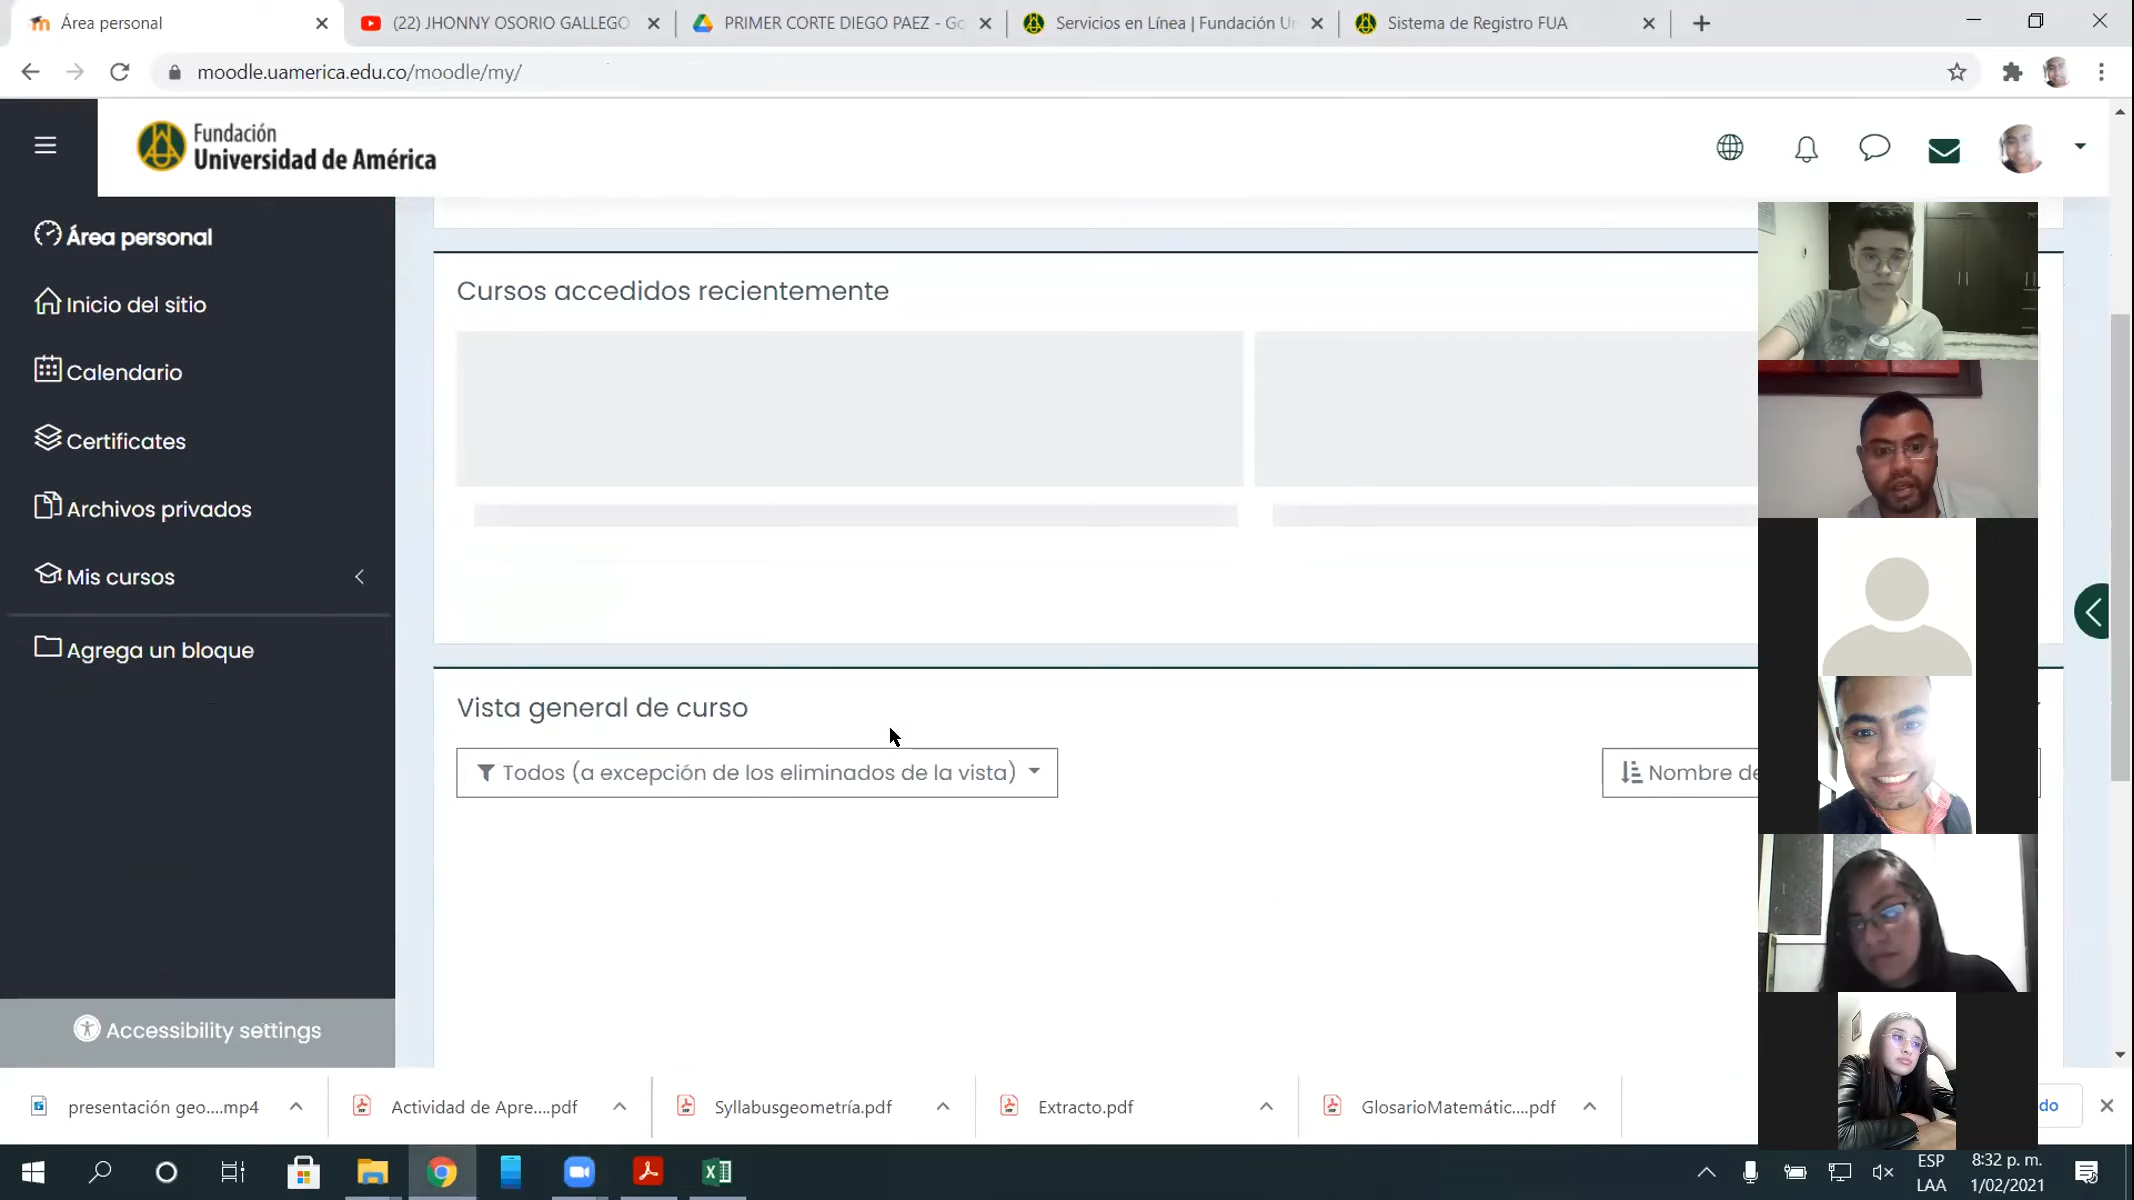 Área personal
(22) JHONNY OSORIO GALLEGO
PRIMER CORTE DIEGO PAEZ - Go
Servicios en Línea | Fundación Un
Sistema de Registro FUA
moodle.uamerica.edu.co/moodle/my/
Fundación
Universidad de América
Área personal
Inicio del sitio
Calendario
Certificates
Archivos privados
Mis cursos
Agrega un bloque
Accessibility settings
Cursos accedidos recientemente
Vista general de curso
Todos (a excepción de los eliminados de la vista)
Nombre de
presentación geo....mp4
Actividad de Apre....pdf
Syllabusgeometría.pdf
Extracto.pdf
GlosarioMatemátic....pdf
do
ESP
LAA
8:32 p. m.
1/02/2021